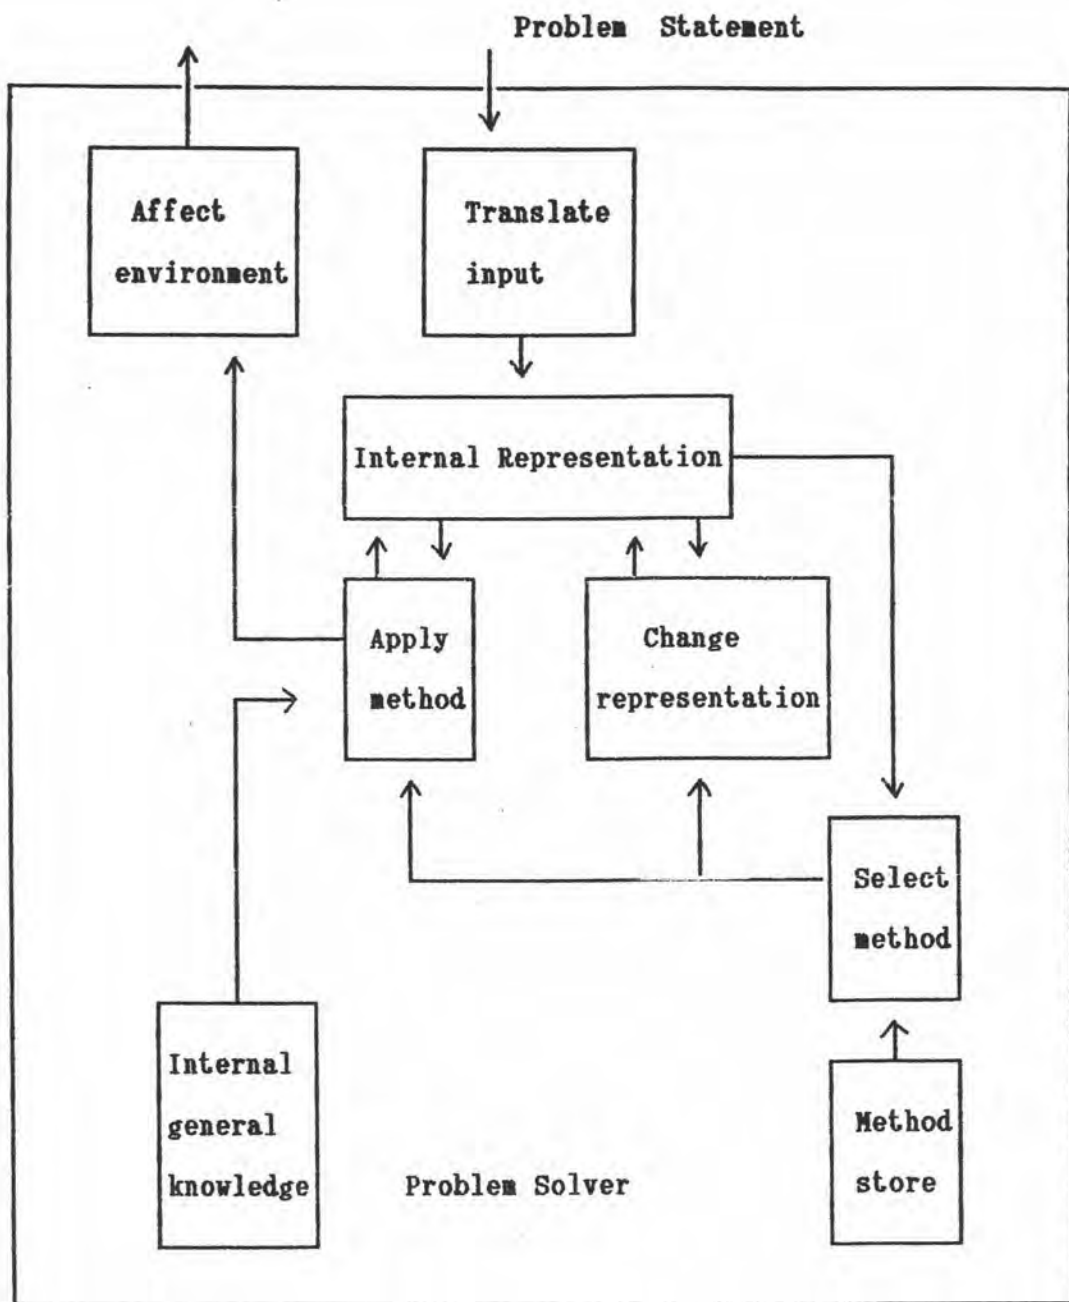 Problem Statement
Affect
environment
Translate
input
Internal Representation
Apply
method
Change
representation
Select
method
Internal
general
knowledge
Method
store
Problem Solver